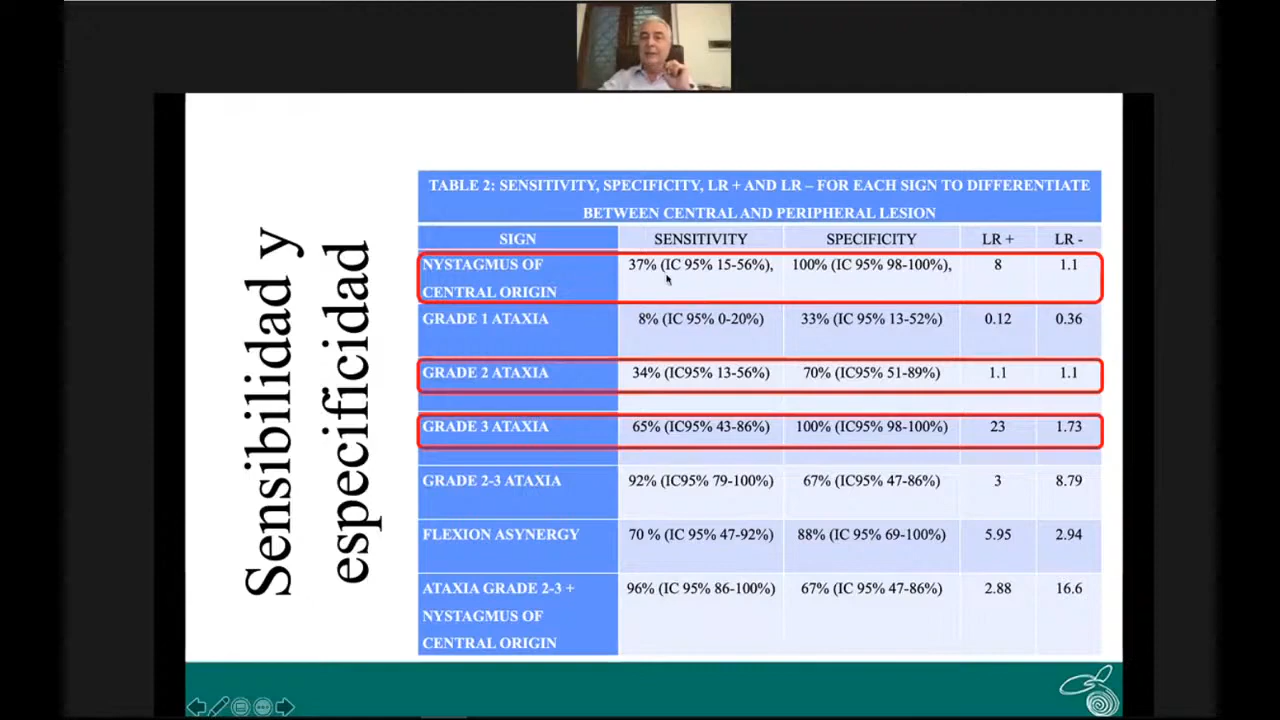 Sensibilidad y
especificidad
TABLE 2: SENSITIVITY, SPECIFICITY, LR + AND LR – FOR EACH SIGN TO DIFFERENTIATE
BETWEEN CENTRAL AND PERIPHERAL LESION
SIGN SENSITIVITY SPECIFICITY LR + LR -
NYSTAGMUS OF 37% (IC 95% 15-56%), 100% (IC 95% 98-100%), 8 1.1
CENTRAL ORIGIN
GRADE 1 ATAXIA 8% (IC 95% 0-20%) 33% (IC 95% 13-52%) 0.12 0.36
GRADE 2 ATAXIA 34% (IC95% 13-56%) 70% (IC95% 51-89%) 1.1 1.1
GRADE 3 ATAXIA 65% (IC95% 43-86%) 100% (IC95% 98-100%) 23 1.73
GRADE 2-3 ATAXIA 92% (IC95% 79-100%) 67% (IC95% 47-86%) 3 8.79
FLEXION ASYNERGY 70 % (IC 95% 47-92%) 88% (IC 95% 69-100%) 5.95 2.94
ATAXIA GRADE 2-3 + 96% (IC 95% 86-100%) 67% (IC 95% 47-86%) 2.88 16.6
NYSTAGMUS OF
CENTRAL ORIGIN